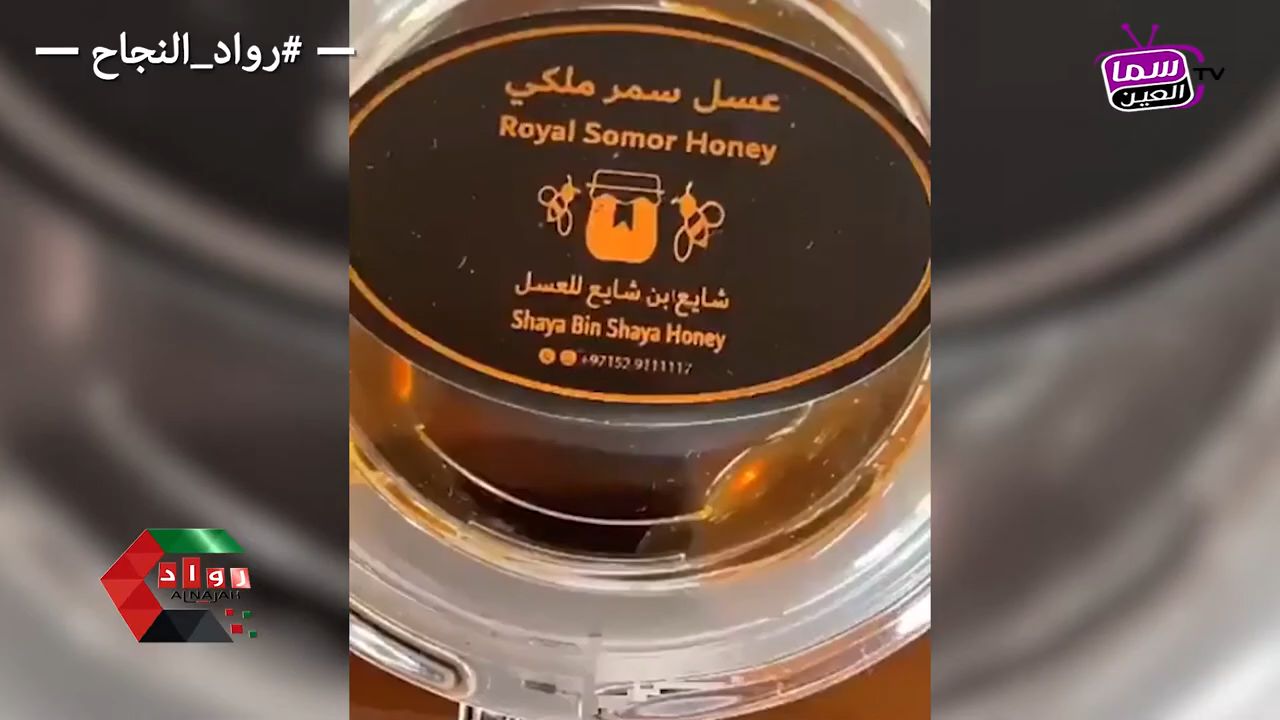 #رواد_النجاح
سما
العين
TV
عسل سمر ملكي
Royal Somor Honey
شايع ابن شايع للعسل
Shaya Bin Shaya Honey
+97152 9111117
رواد
ALNAJAH